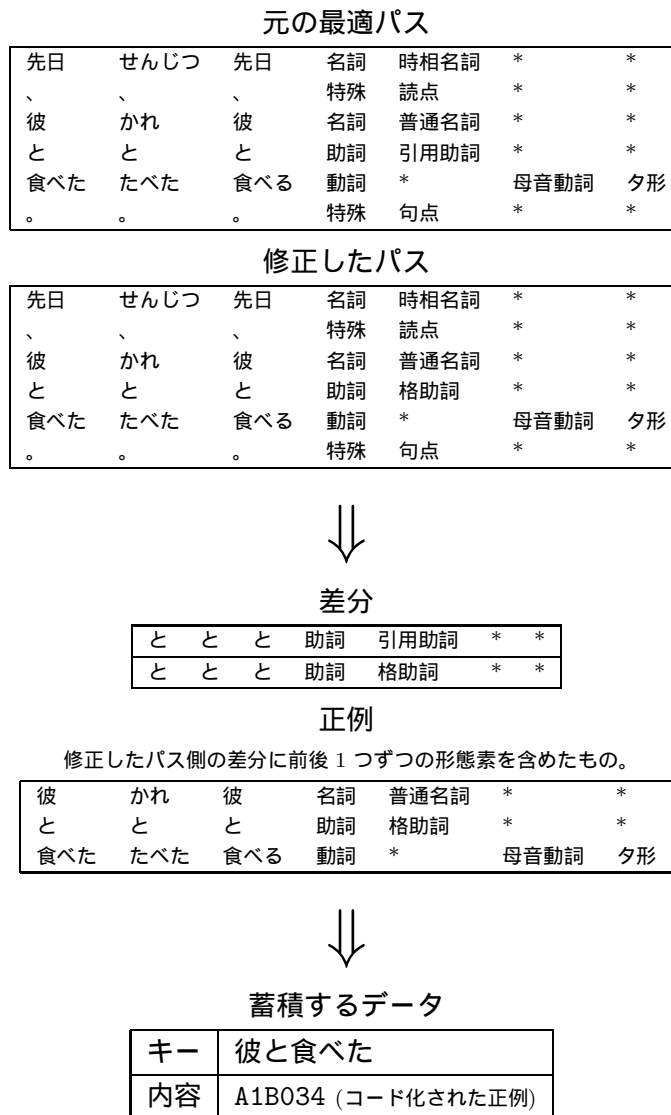 元の最適パス
先日 せんじつ 先日 名詞 時相名詞 * *
、 、 、 特殊 読点 * *
彼 かれ 彼 名詞 普通名詞 * *
と と と 助詞 引用助詞 * *
食べた たべた 食べる 動詞 * 母音動詞 タ形
。 。 。 特殊 句点 * *
修正したパス
先日 せんじつ 先日 名詞 時相名詞 * *
、 、 、 特殊 読点 * *
彼 かれ 彼 名詞 普通名詞 * *
と と と 助詞 格助詞 * *
食べた たべた 食べる 動詞 * 母音動詞 タ形
。 。 。 特殊 句点 * *
⇓
差分
と と と 助詞 引用助詞 * *
と と と 助詞 格助詞 * *
正例
修正したパス側の差分に前後 1 つずつの形態素を含めたもの。
彼 かれ 彼 名詞 普通名詞 * *
と と と 助詞 格助詞 * *
食べた たべた 食べる 動詞 * 母音動詞 タ形
⇓
蓄積するデータ
キー 彼と食べた
内容 A1B034 (コード化された正例)